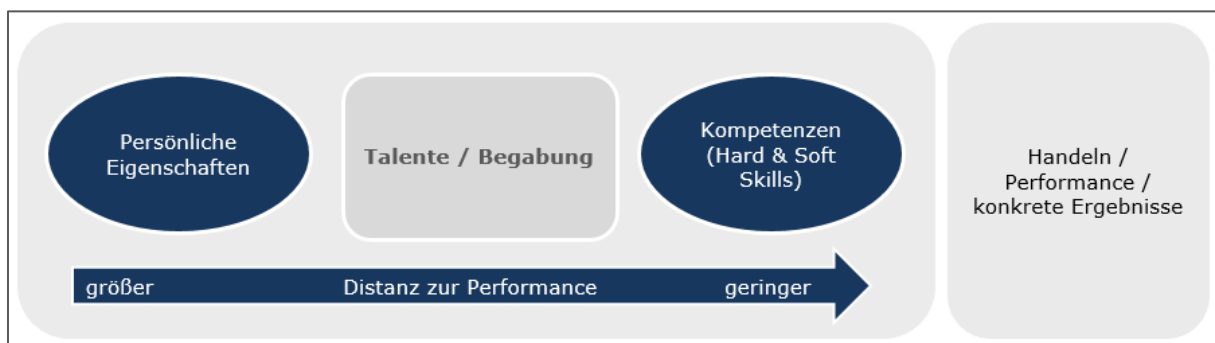 Persönliche
Eigenschaften
Talente / Begabung
Kompetenzen
(Hard & Soft
Skills)
Handeln /
Performance /
konkrete Ergebnisse
größer
Distanz zur Performance
geringer